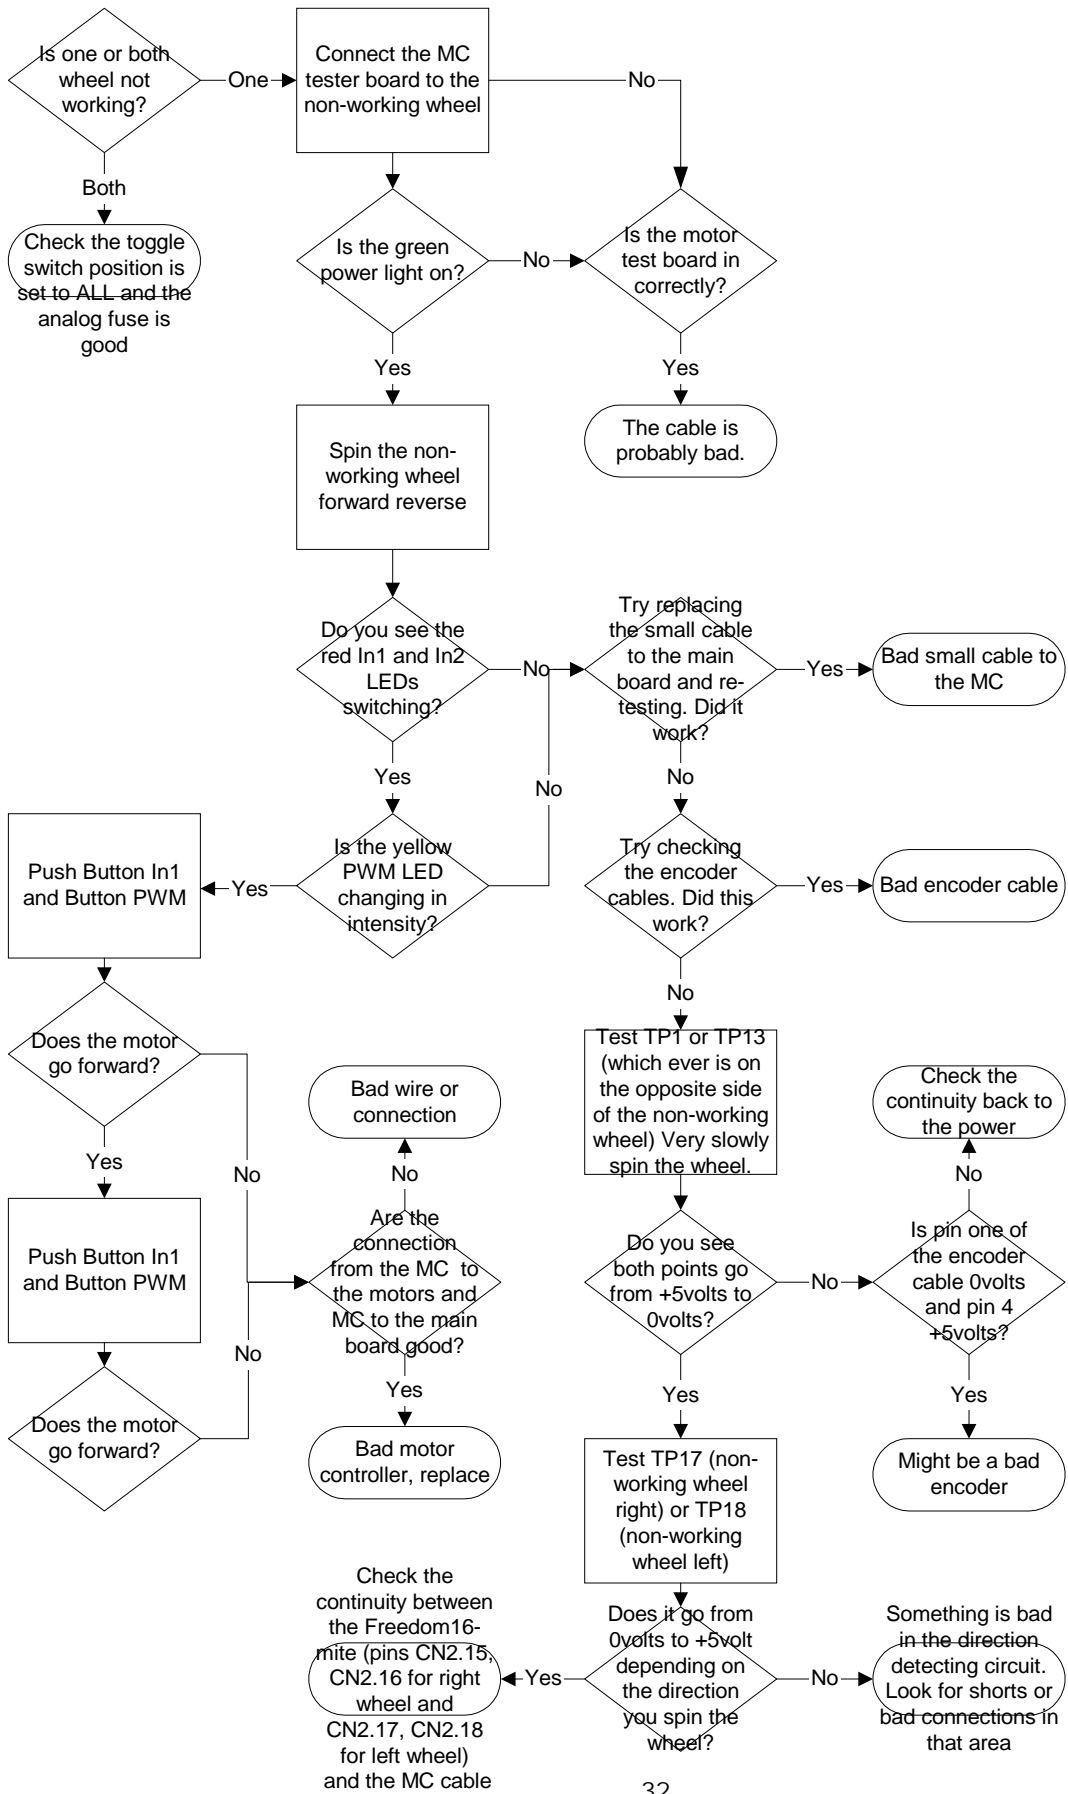 Is one or both
wheel not
working?
One
Connect the MC
tester board to the
non-working wheel
No
Both
Check the toggle
switch position is
set to ALL and the
analog fuse is
good
Is the green
power light on?
No
Is the motor
test board in
correctly?
Yes
Yes
Spin the non-
working wheel
forward reverse
The cable is
probably bad.
Do you see the
red In1 and In2
LEDs
switching?
No
Try replacing
the small cable
to the main
board and re-
testing. Did it
work?
Yes
Bad small cable to
the MC
Yes
No
No
Push Button In1
and Button PWM
Yes
Is the yellow
PWM LED
changing in
intensity?
Try checking
the encoder
cables. Did this
work?
Yes
Bad encoder cable
No
Does the motor
go forward?
Bad wire or
connection
Test TP1 or TP13
(which ever is on
the opposite side
of the non-working
wheel) Very slowly
spin the wheel.
Check the
continuity back to
the power
Yes
No
No
No
Push Button In1
and Button PWM
Are the
connection
from the MC to
the motors and
MC to the main
board good?
Do you see
both points go
from +5volts to
0volts?
No
Is pin one of
the encoder
cable 0volts
and pin 4
+5volts?
No
Yes
Yes
Yes
Does the motor
go forward?
Bad motor
controller, replace
Test TP17 (non-
working wheel
right) or TP18
(non-working
wheel left)
Might be a bad
encoder
Check the
continuity between
the Freedom16-
mite (pins CN2.15,
CN2.16 for right
wheel and
CN2.17, CN2.18
for left wheel)
and the MC cable
Yes
Does it go from
0volts to +5volt
depending on
the direction
you spin the
wheel?
No
Something is bad
in the direction
detecting circuit.
Look for shorts or
bad connections in
that area
32